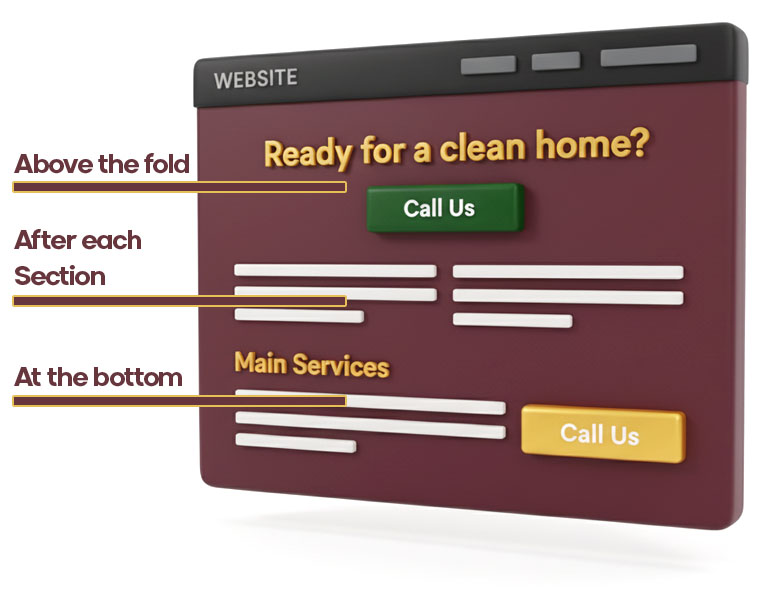 WEBSITE
Ready for a clean home?
Above the fold
Call Us
After each
Section
Main Services
At the bottom
Call Us